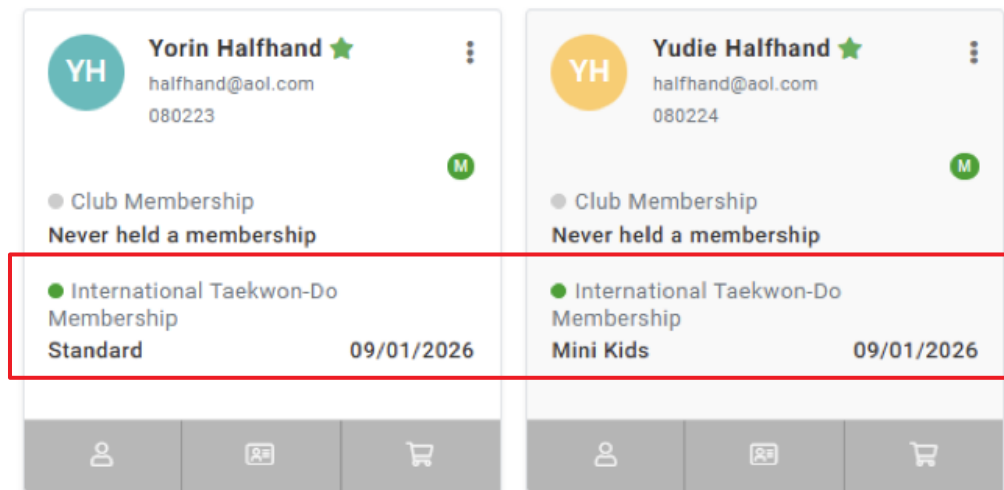 YH
Yorin Halfhand
halfhand@aol.com
080223
M
Club Membership
Never held a membership
International Taekwon-Do
Membership
Standard 09/01/2026
YH
Yudie Halfhand
halfhand@aol.com
080224
M
Club Membership
Never held a membership
International Taekwon-Do
Membership
Mini Kids 09/01/2026